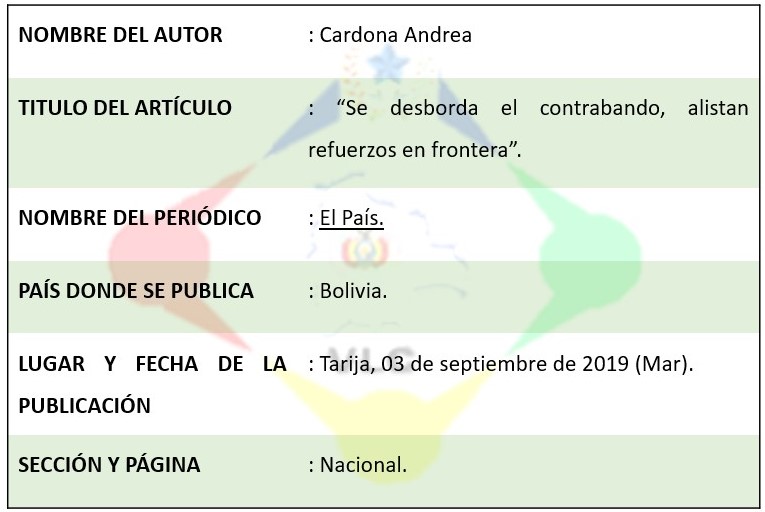 NOMBRE DEL AUTOR : Cardona Andrea
TITULO DEL ARTÍCULO : “Se desborda el contrabando, alistan
refuerzos en frontera”.
NOMBRE DEL PERIÓDICO : El País.
PAÍS DONDE SE PUBLICA : Bolivia.
LUGAR Y FECHA DE LA : Tarija, 03 de septiembre de 2019 (Mar).
PUBLICACIÓN
SECCIÓN Y PÁGINA : Nacional.
VLC